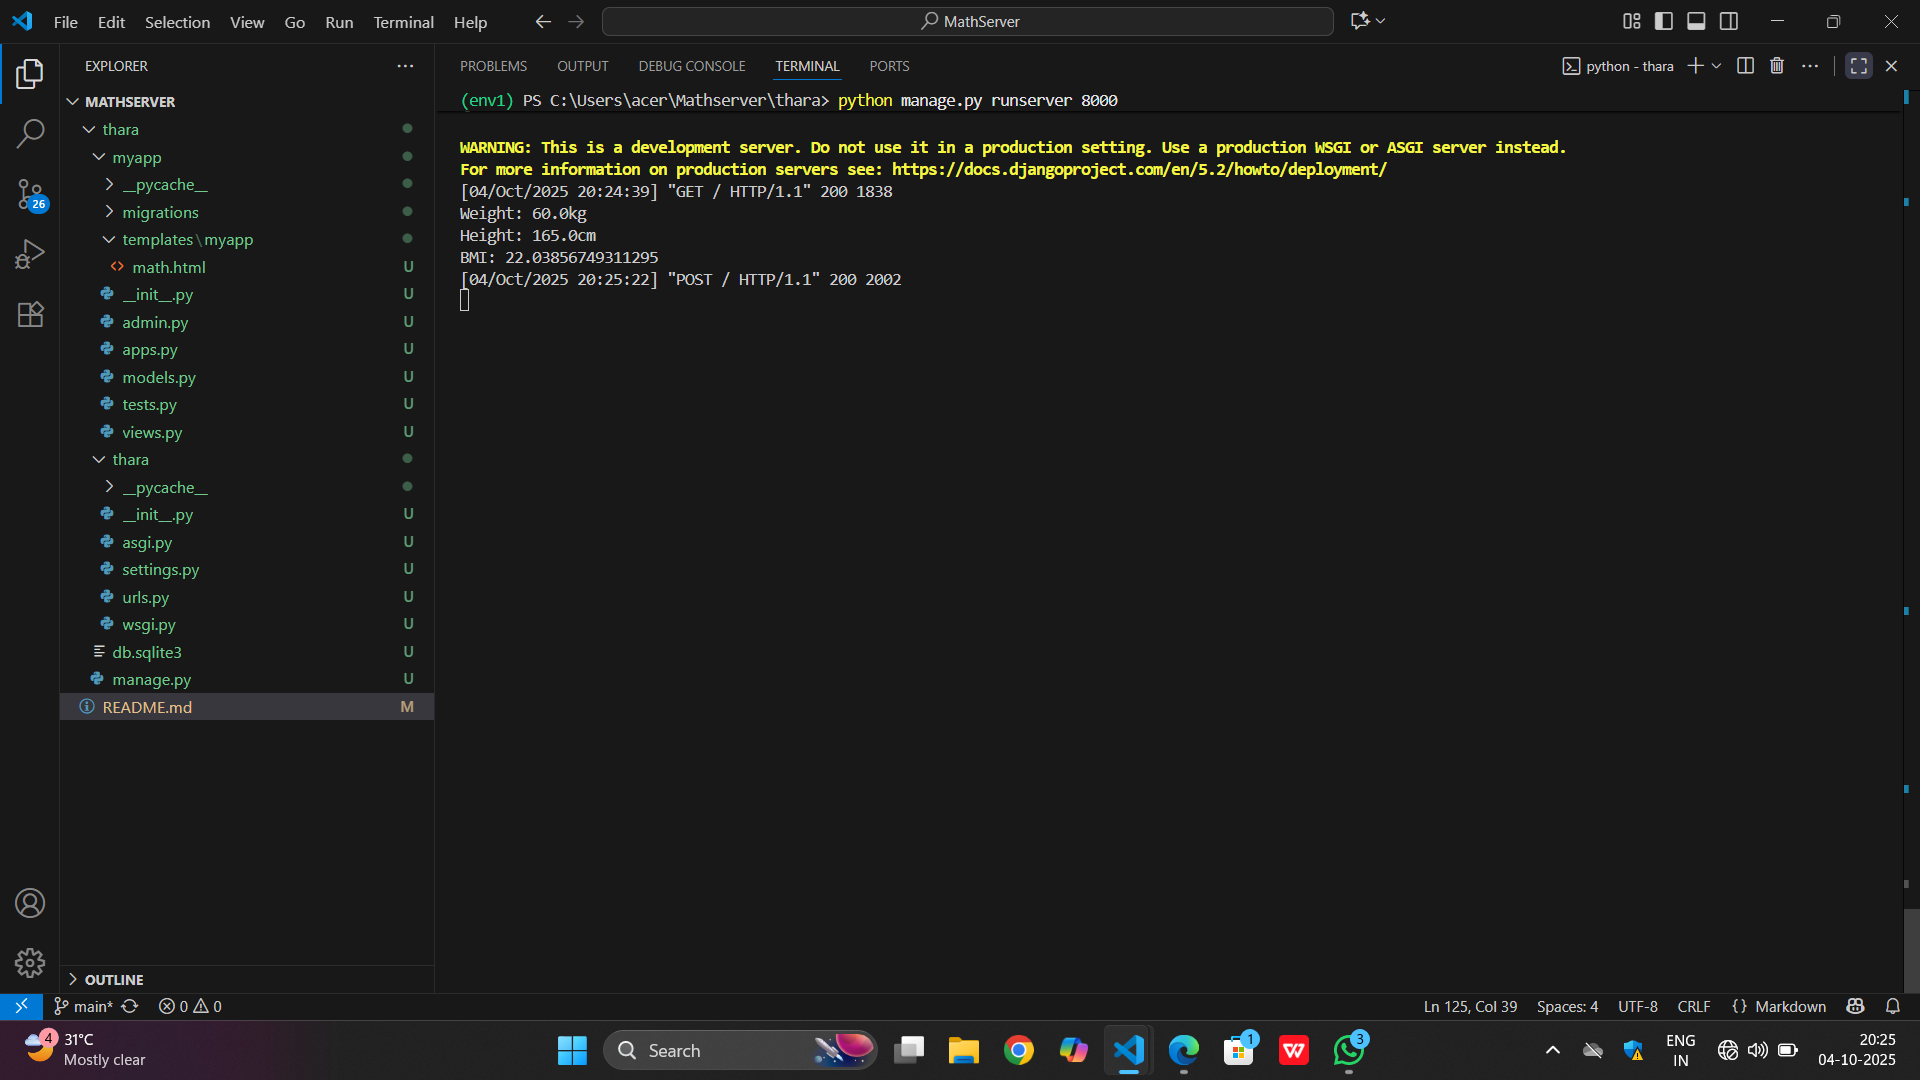 File Edit Selection View Go Run Terminal Help
MathServer
EXPLORER
MATHSERVER
thara
myapp
__pycache__
migrations
templates\myapp
math.html U
__init__.py U
admin.py U
apps.py U
models.py U
tests.py U
views.py U
thara
__pycache__
__init__.py U
asgi.py U
settings.py U
urls.py U
wsgi.py U
db.sqlite3 U
manage.py U
README.md M
OUTLINE
26
PROBLEMS OUTPUT DEBUG CONSOLE TERMINAL PORTS
python - thara
(env1) PS C:\Users\acer\Mathserver\thara> python manage.py runserver 8000
WARNING: This is a development server. Do not use it in a production setting. Use a production WSGI or ASGI server instead.
For more information on production servers see: https://docs.djangoproject.com/en/5.2/howto/deployment/
[04/Oct/2025 20:24:39] "GET / HTTP/1.1" 200 1838
Weight: 60.0kg
Height: 165.0cm
BMI: 22.03856749311295
[04/Oct/2025 20:25:22] "POST / HTTP/1.1" 200 2002
main* 0 0
Ln 125, Col 39 Spaces: 4 UTF-8 CRLF {} Markdown
4 31°C
Mostly clear
Search
1
W
3
ENG
IN
20:25
04-10-2025